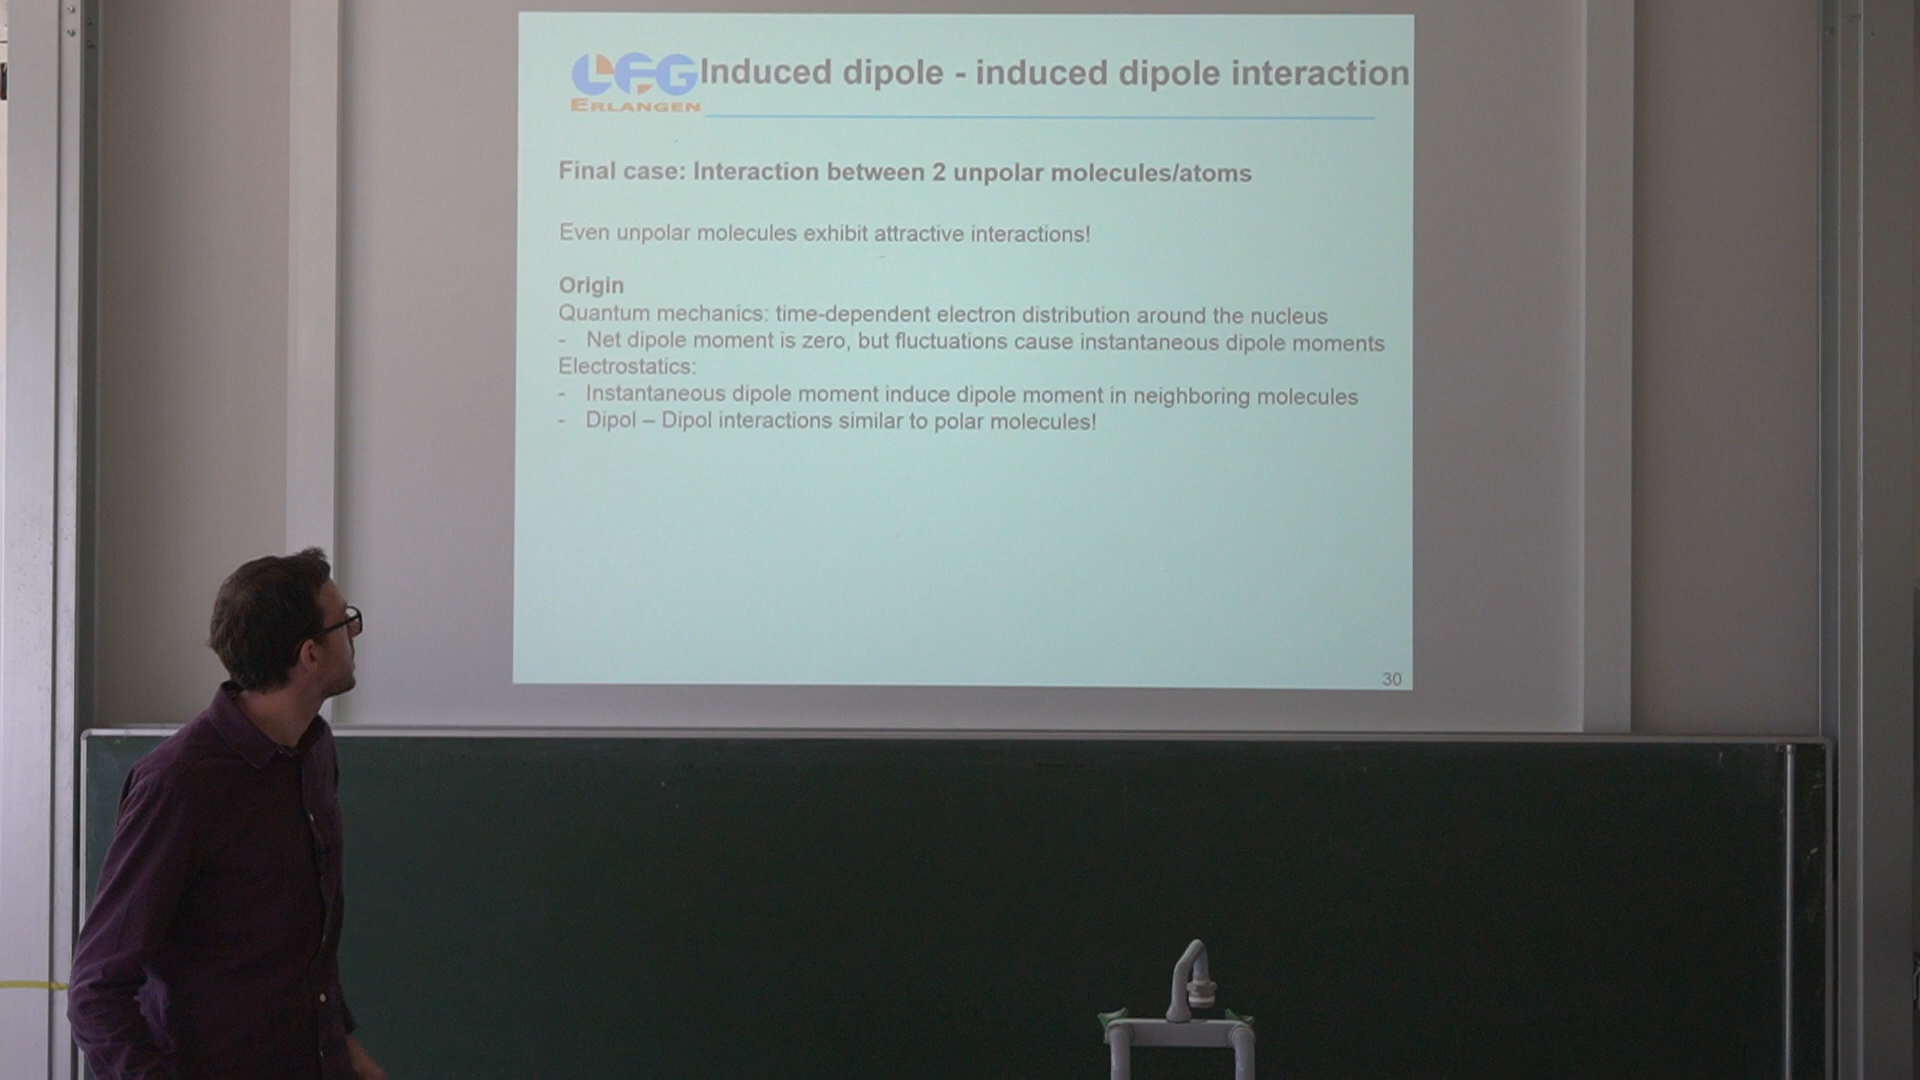 LFG Induced dipole - induced dipole interaction
ERLANGEN
Final case: Interaction between 2 unpolar molecules/atoms
Even unpolar molecules exhibit attractive interactions!
Origin
Quantum mechanics: time-dependent electron distribution around the nucleus
- Net dipole moment is zero, but fluctuations cause instantaneous dipole moments
Electrostatics:
- Instantaneous dipole moment induce dipole moment in neighboring molecules
- Dipol – Dipol interactions similar to polar molecules!
30